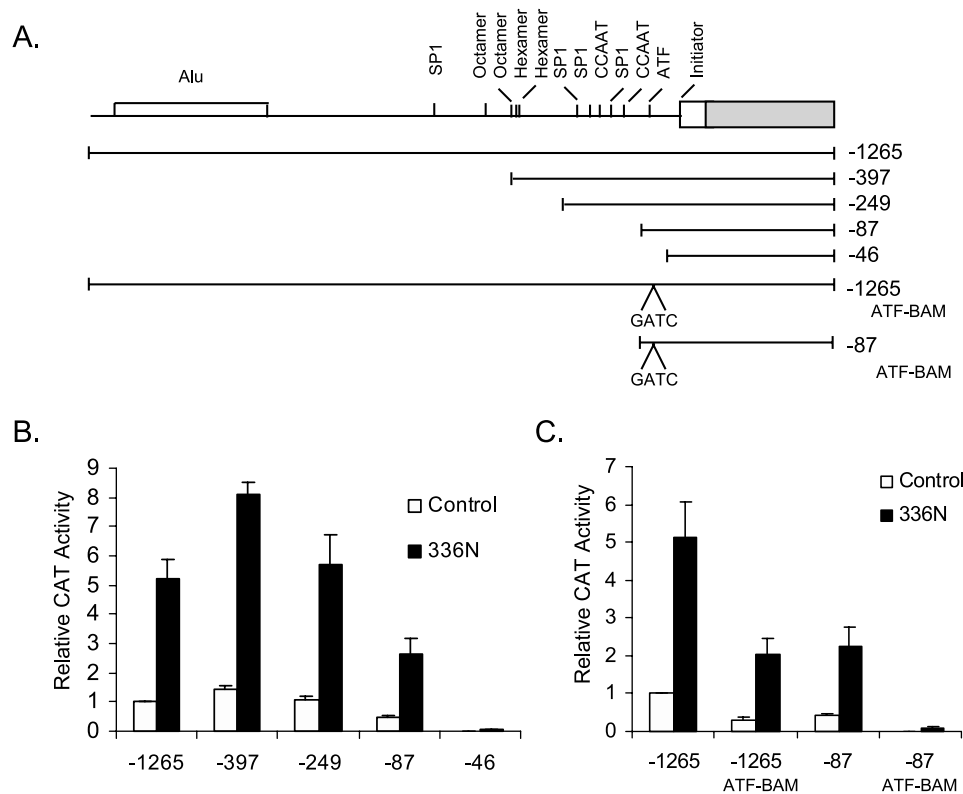 A.
Alu
SP1
Octamer
Octamer
Hexamer
Hexamer
SP1
SP1
CCAAT
SP1
CCAAT
ATF
Initiator
-1265
-397
-249
-87
-46
-1265
ATF-BAM
GATC
-87
ATF-BAM
GATC
B.
Relative CAT Activity
9
8
7
6
5
4
3
2
1
0
Control
336N
-1265 -397 -249 -87 -46
C.
Relative CAT Activity
7
6
5
4
3
2
1
0
Control
336N
-1265 -1265 -87 -87
ATF-BAM ATF-BAM